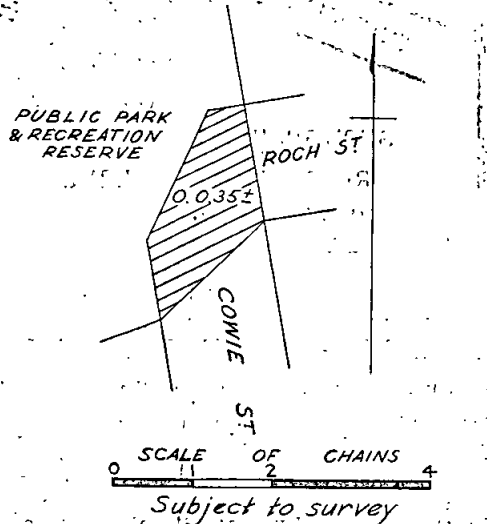 PUBLIC PARK
& RECREATION
RESERVE
ROCH ST
0.0.35±
COWIE ST.
SCALE OF CHAINS
0 1 2 4
Subject to survey